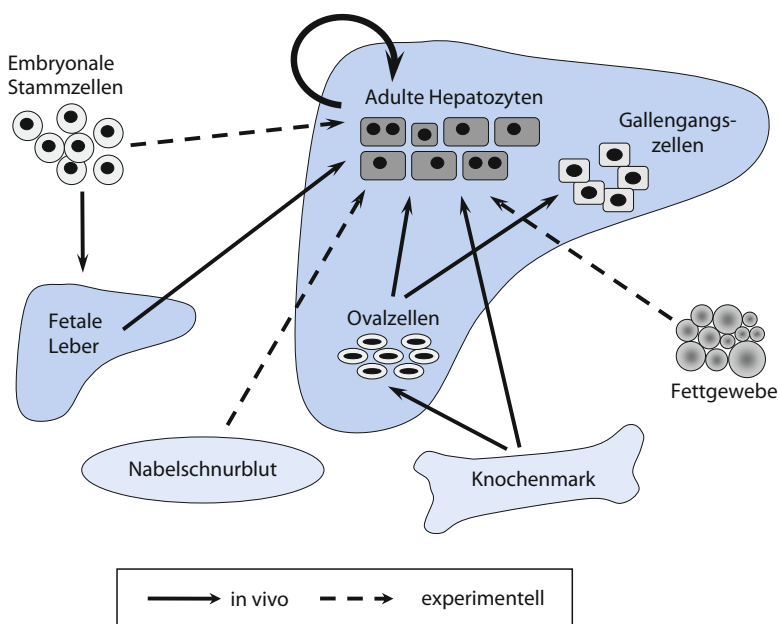 Embryonale
Stammzellen
Adulte Hepatozyten
Gallengangs-
zellen
Fetale
Leber
Ovalzellen
Fettgewebe
Nabelschnurblut
Knochenmark
in vivo
experimentell